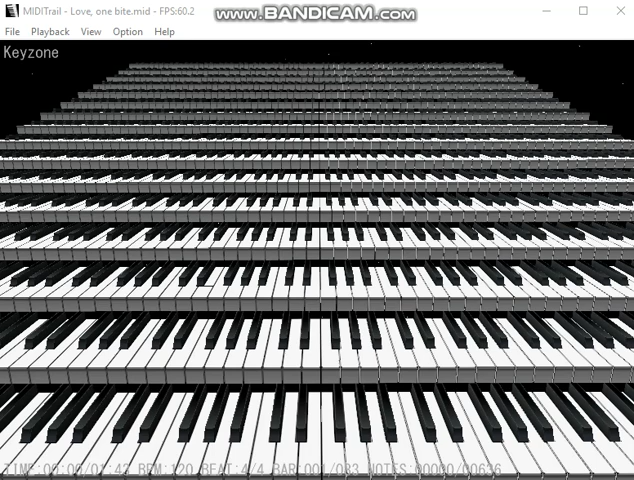 MIDITrail - Love, one bite.mid - FPS:60.2
www.BANDICAM.com
File Playback View Option Help
Keyzone
TIME:00:00/01:42 BPM:120 BEAT:4/4 BAR:001/033 NOTES:00000/00636